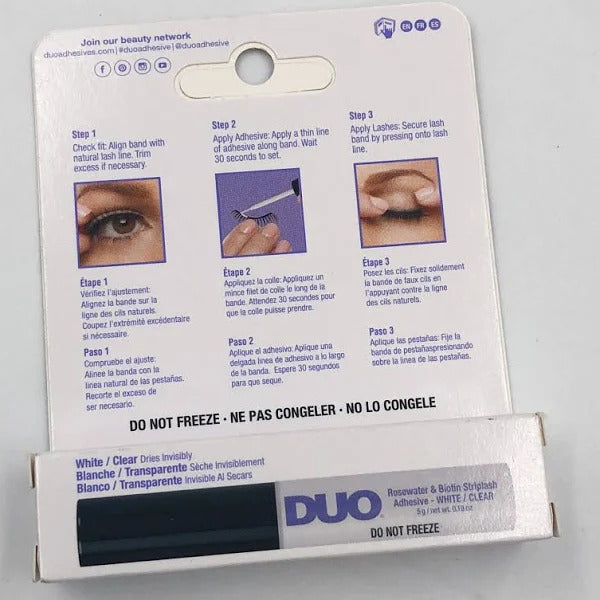 Join our beauty network
duoadhesives.com | #duoadhesive | @duoadhesive
EN FR ES
Step 1
Check fit: Align band with
natural lash line. Trim
excess if necessary.
Step 2
Apply Adhesive: Apply a thin line
of adhesive along band. Wait
30 seconds to set.
Step 3
Apply Lashes: Secure lash
band by pressing onto lash
line.
Étape 1
Vérifiez l'ajustement:
Alignez la bande sur la
ligne des cils naturels.
Coupez l'extrémité excédentaire
si nécessaire.
Étape 2
Appliquez la colle: Appliquez un
mince filet de colle le long de la
bande. Attendez 30 secondes pour
que la colle puisse prendre.
Étape 3
Posez les cils: Fixez solidement
la bande de faux cils en
l'appuyant contre la ligne
des cils naturels.
Paso 1
Compruebe el ajuste:
Alinee la banda con la
linea natural de las pestañas.
Recorte el exceso de
ser necesario.
Paso 2
Aplique el adhesivo: Aplique una
delgada línea de adhesivo a lo largo
de la banda. Espere 30 segundos
para que seque.
Paso 3
Aplique las pestañas: Fije la
banda de pestañaspresionando
sobre la línea de las pestañas.
DO NOT FREEZE · NE PAS CONGELER · NO LO CONGELE
White / Clear Dries Invisibly
Blanche / Transparente Sèche Invisiblement
Blanco / Transparente Invisible Al Secars
DUO
Rosewater & Biotin Striplash
Adhesive - WHITE / CLEAR
5g / net wt. 0.18oz
DO NOT FREEZE